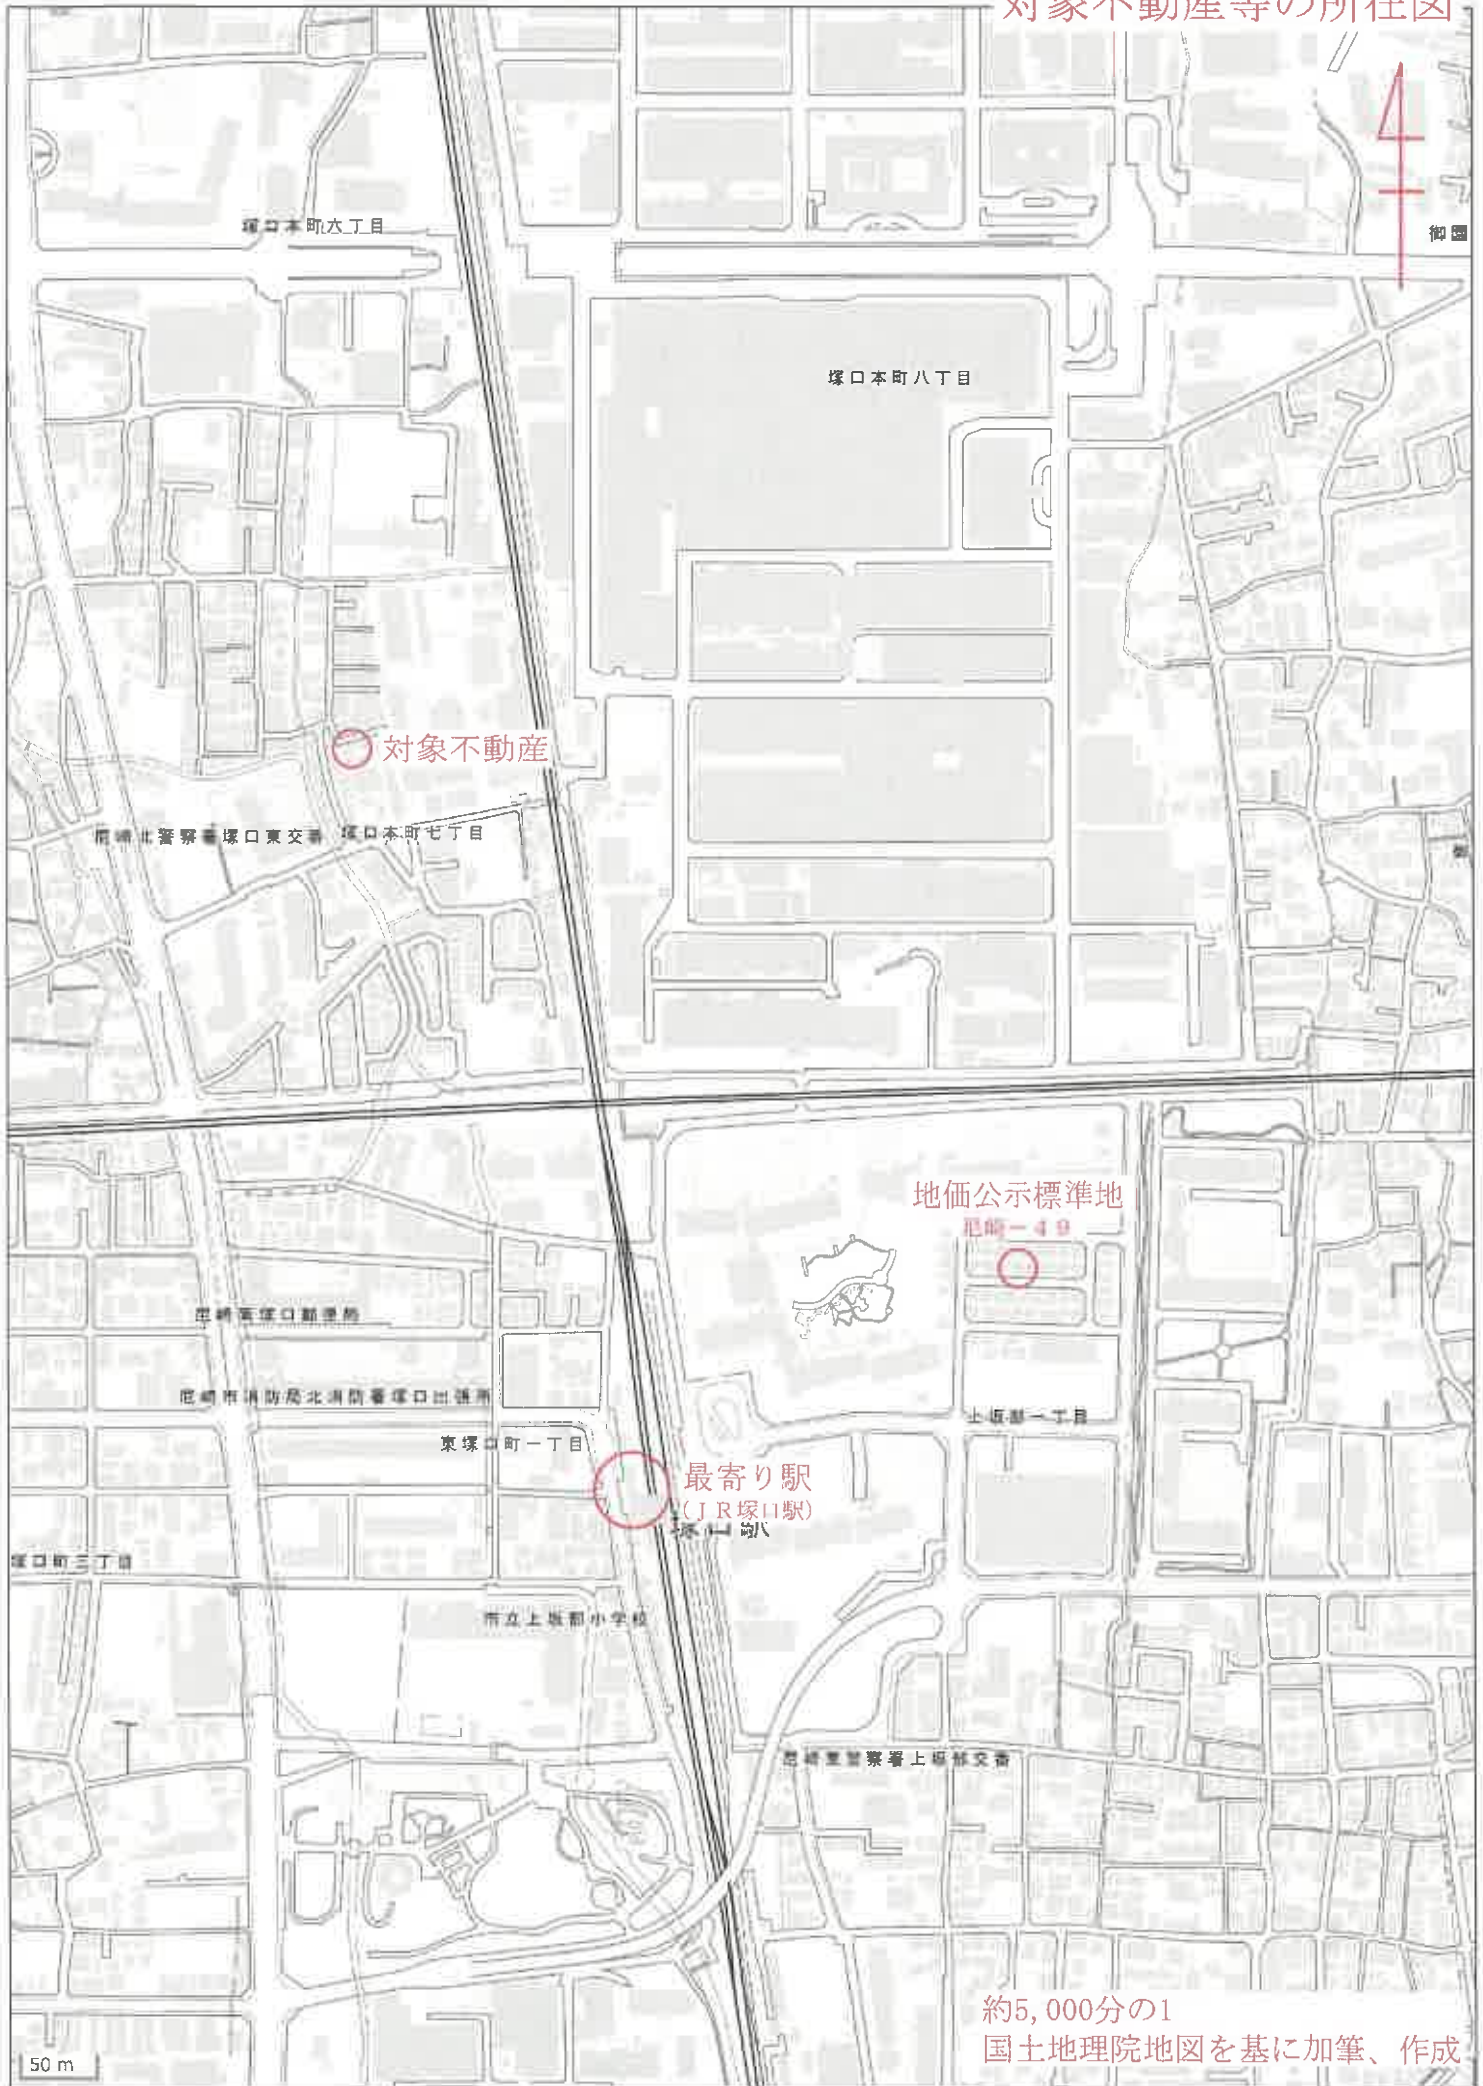 対象不動産等の所在図
塚口本町六丁目
御園
塚口本町八丁目
対象不動産
尼崎北警察署塚口東交番
塚口本町七丁目
地価公示標準地
尼崎－４９
尼崎市消防局北消防署塚口出張所
上坂部一丁目
東塚口町一丁目
最寄り駅
(ＪＲ塚口駅)
塚口駅
塚口町三丁目
市立上坂部小学校
尼崎東警察署上坂部交番
約5,000分の1
国土地理院地図を基に加筆、作成
50 m